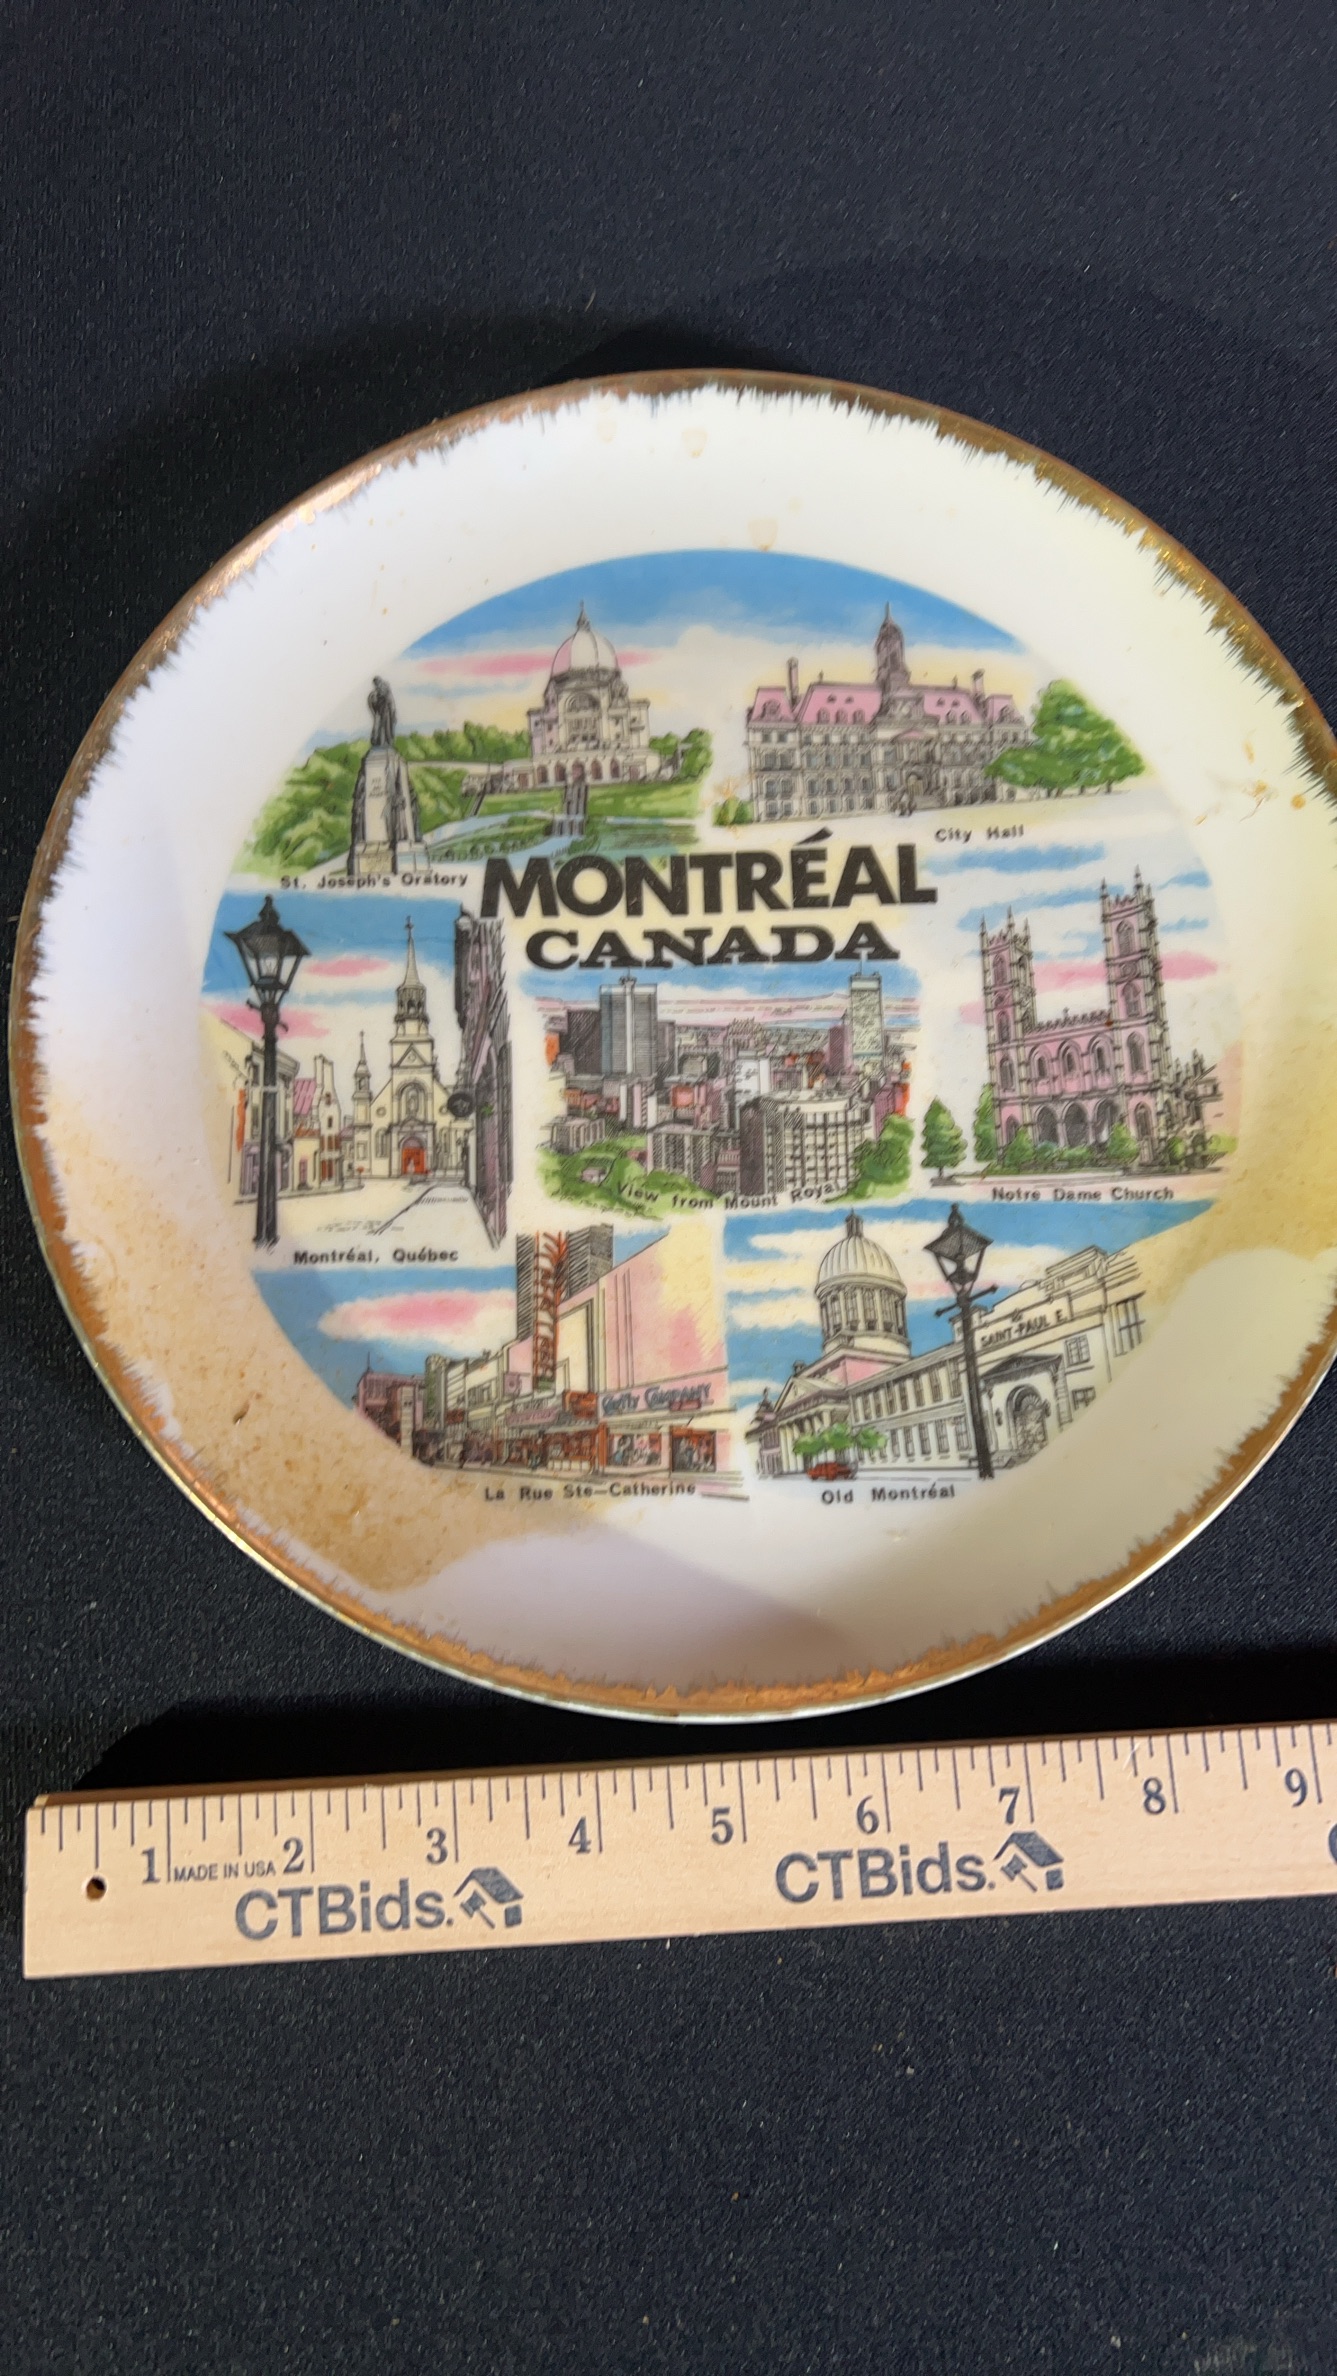 St. Joseph's Oratory
City Hall
MONTRÉAL
CANADA
Notre Dame Church
View from Mount Royal
Montréal, Québec
SAINT-PAUL E.
COMPANY
La Rue Ste-Catherine
Old Montréal
1 MADE IN USA 2 3 4 5 6 7 8 9
CTBids. CTBids.